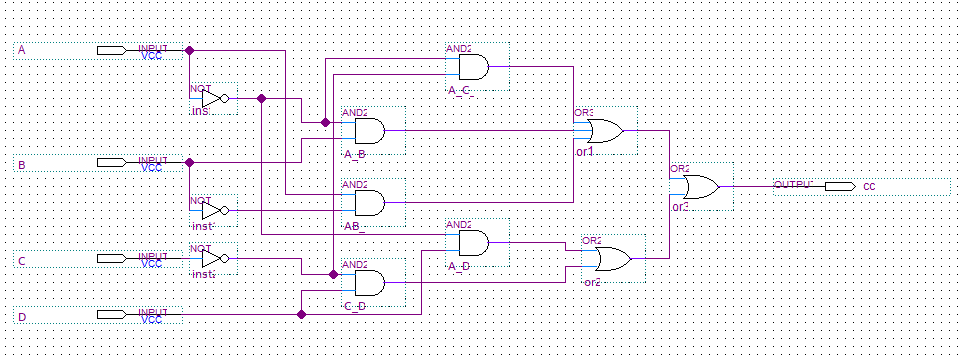 A
INPUT
VCC
NOT
ins
B
INPUT
VCC
NOT
inst
C
INPUT
VCC
NOT
inst
D
INPUT
VCC
AND2
A_C_
AND2
A_B
AND2
AB_
AND2
A_D
AND2
C_D
OR3
or1
OR2
or2
OR2
or3
OUTPUT
cc